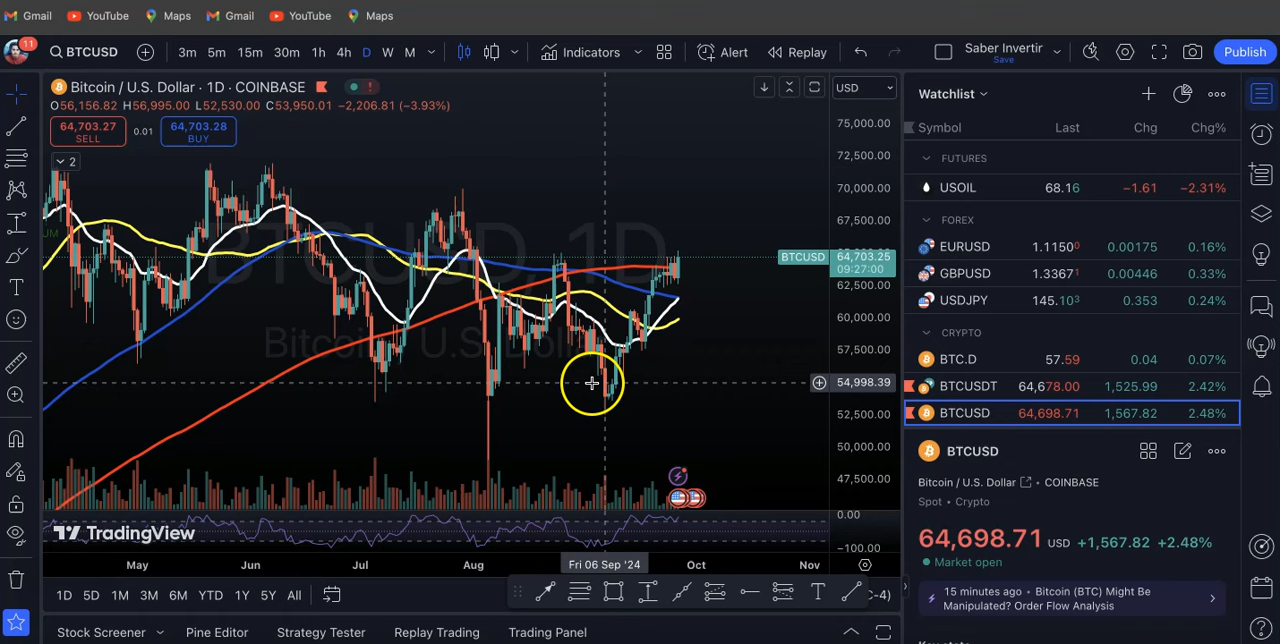 Gmail YouTube Maps Gmail YouTube Maps
11 BTCUSD 3m 5m 15m 30m 1h 4h D W M Indicators Alert Replay Saber Invertir Save Publish
Bitcoin / U.S. Dollar · 1D · COINBASE
O56,156.82 H56,995.00 L52,530.00 C53,950.01 −2,206.81 (−3.93%)
64,703.27 SELL 0.01 64,703.28 BUY
2
BTCUSD, 1D
Bitcoin / U.S. Dollar
USD
75,000.00
72,500.00
70,000.00
67,500.00
BTCUSD 64,703.25
09:27:00
62,500.00
60,000.00
57,500.00
54,998.39
52,500.00
50,000.00
47,500.00
0.00
−100.00
TradingView
May Jun Jul Aug Fri 06 Sep '24 Oct Nov
1D 5D 1M 3M 6M YTD 1Y 5Y All C-4)
Stock Screener Pine Editor Strategy Tester Replay Trading Trading Panel
Watchlist
Symbol Last Chg Chg%
FUTURES
USOIL 68.16 −1.61 −2.31%
FOREX
EURUSD 1.1150⁰ 0.00175 0.16%
GBPUSD 1.3367¹ 0.00446 0.33%
USDJPY 145.10³ 0.353 0.24%
CRYPTO
BTC.D 57.59 0.04 0.07%
BTCUSDT 64,678.00 1,525.99 2.42%
BTCUSD 64,698.71 1,567.82 2.48%
BTCUSD
Bitcoin / U.S. Dollar • COINBASE
Spot • Crypto
64,698.71 USD +1,567.82 +2.48%
Market open
15 minutes ago • Bitcoin (BTC) Might Be
Manipulated? Order Flow Analysis